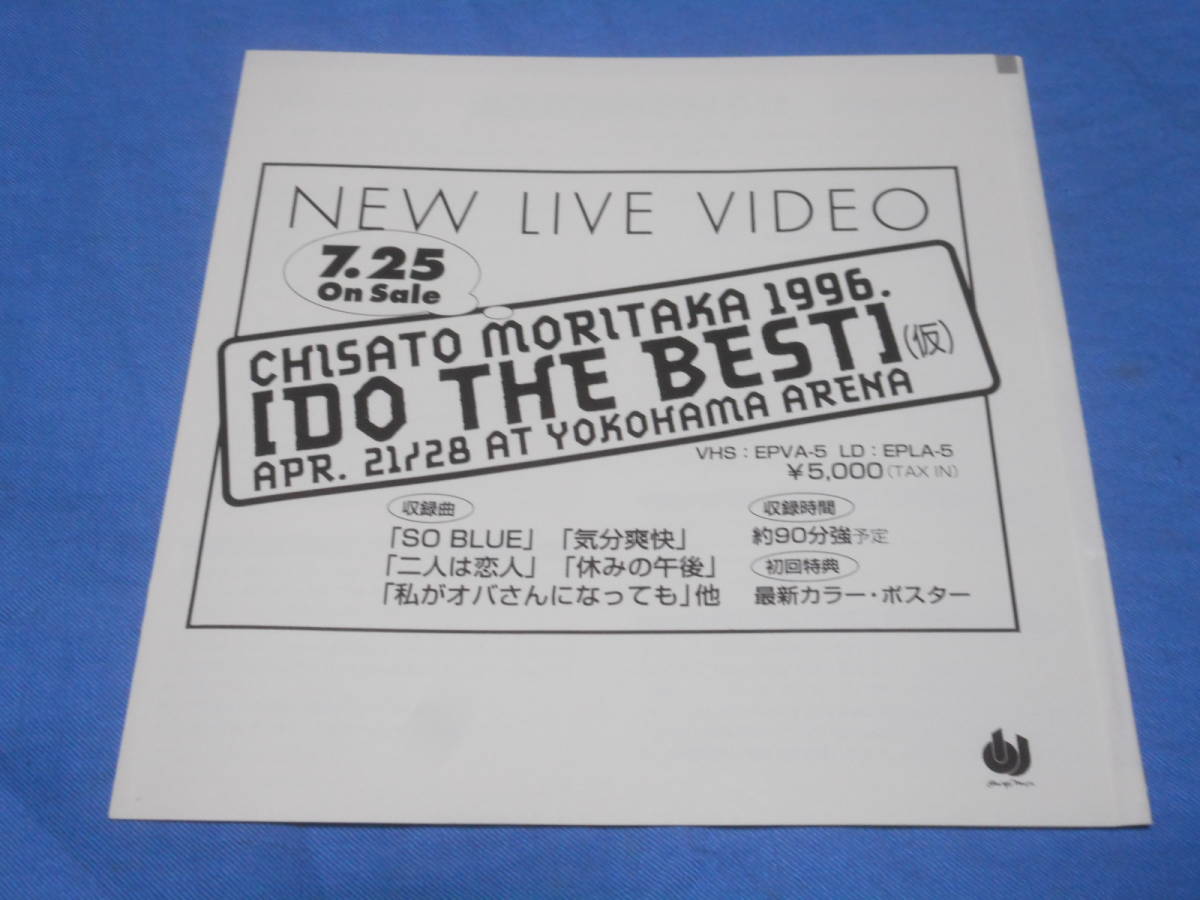 NEW LIVE VIDEO
7.25
On Sale
CHISATO MORITAKA 1996.
[DO THE BEST](仮)
APR. 21/28 AT YOKOHAMA ARENA
VHS:EPVA-5 LD:EPLA-5
¥5,000(TAX IN)
収録曲
「SO BLUE」「気分爽快」
「二人は恋人」「休みの午後」
「私がオバさんになっても」他
収録時間
約90分強予定
初回特典
最新カラー・ポスター